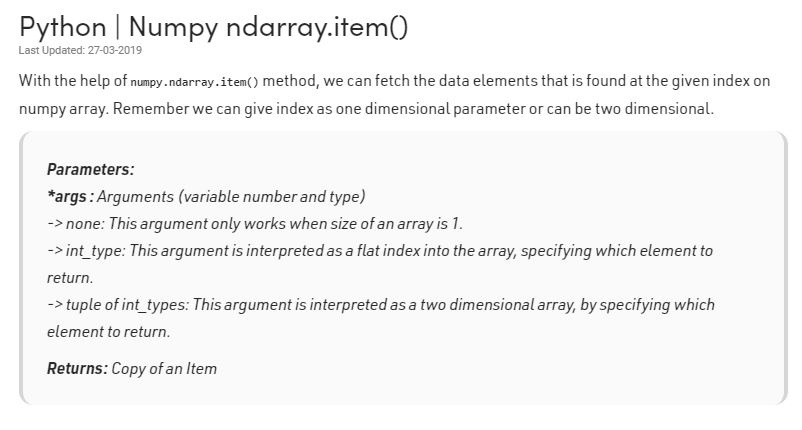 Python | Numpy ndarray.item()
Last Updated: 27-03-2019
With the help of numpy.ndarray.item() method, we can fetch the data elements that is found at the given index on
numpy array. Remember we can give index as one dimensional parameter or can be two dimensional.
Parameters:
*args : Arguments (variable number and type)
-> none: This argument only works when size of an array is 1.
-> int_type: This argument is interpreted as a flat index into the array, specifying which element to
return.
-> tuple of int_types: This argument is interpreted as a two dimensional array, by specifying which
element to return.
Returns: Copy of an Item